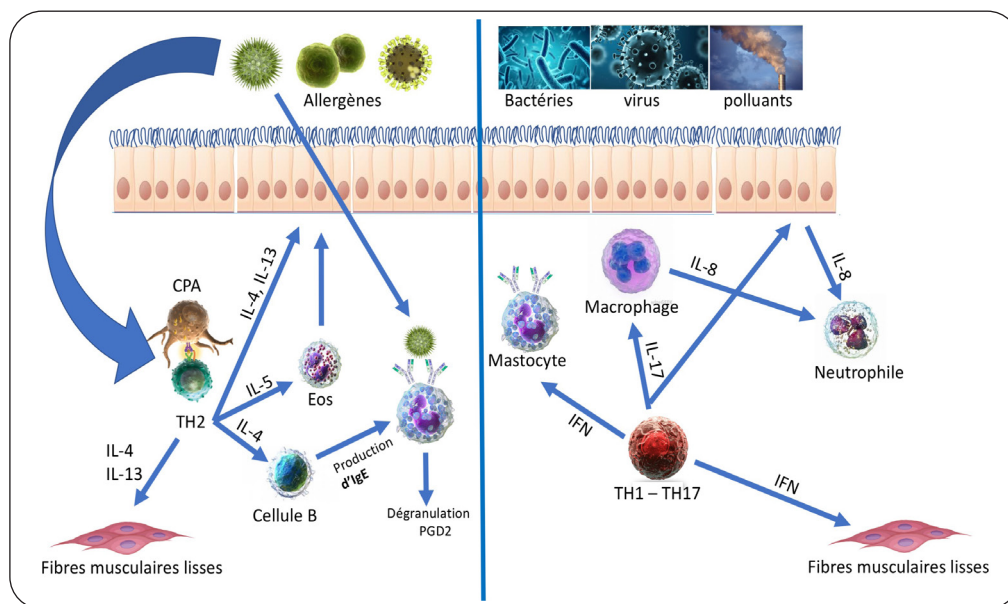 Allergènes
CPA
TH2
IL-4, IL-13
IL-5
Eos
IL-4
Cellule B
Production
d'IgE
Dégranulation
PGD2
IL-4
IL-13
Fibres musculaires lisses
Bactéries
virus
polluants
Macrophage
IL-8
IL-8
Mastocyte
Neutrophile
IL-17
IFN
TH1 – TH17
IFN
Fibres musculaires lisses